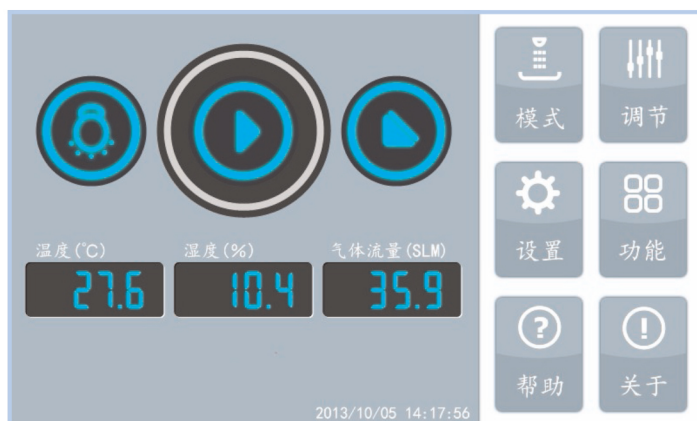 温度(℃)
湿度(%)
气体流量(SLM)
27.6
10.4
35.9
2013/10/05 14:17:56
模式
调节
设置
功能
帮助
关于